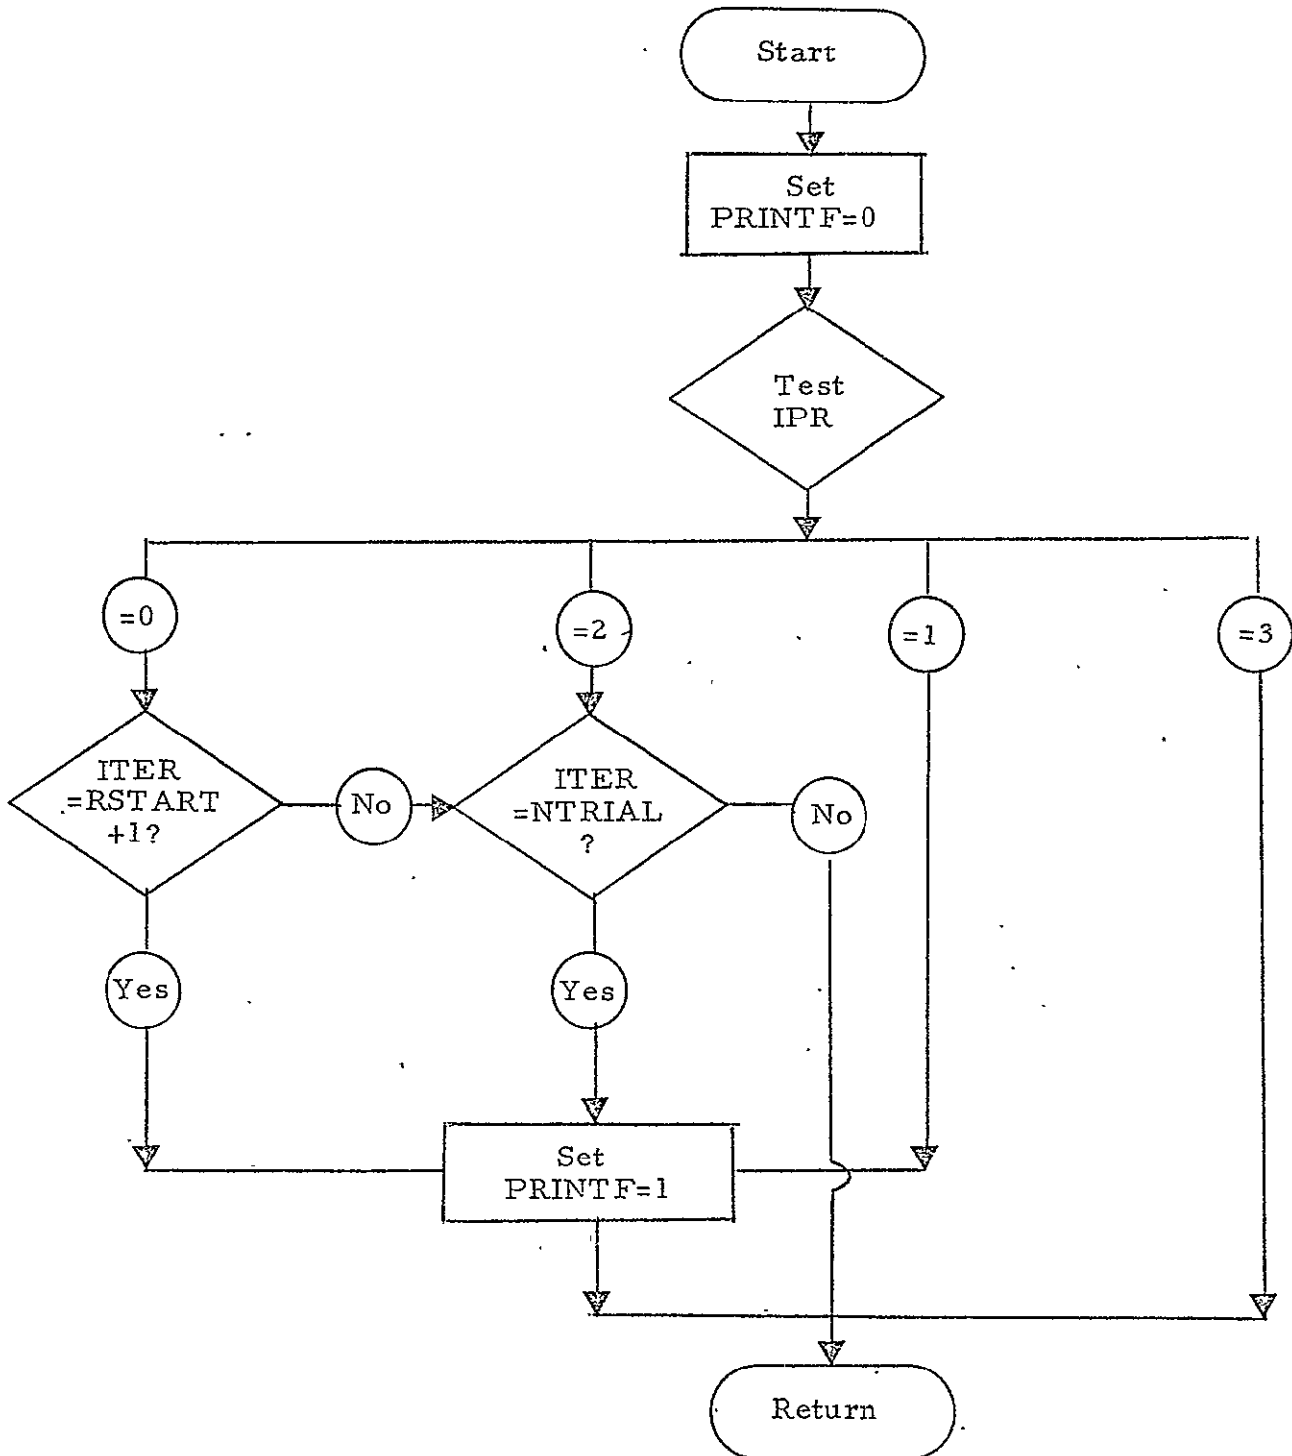 Start
Set
PRINTF=0
Test
IPR
=0
=2
=1
=3
ITER
=RSTART
+1?
No
ITER
=NTRIAL
?
No
Yes
Yes
Set
PRINTF=1
Return